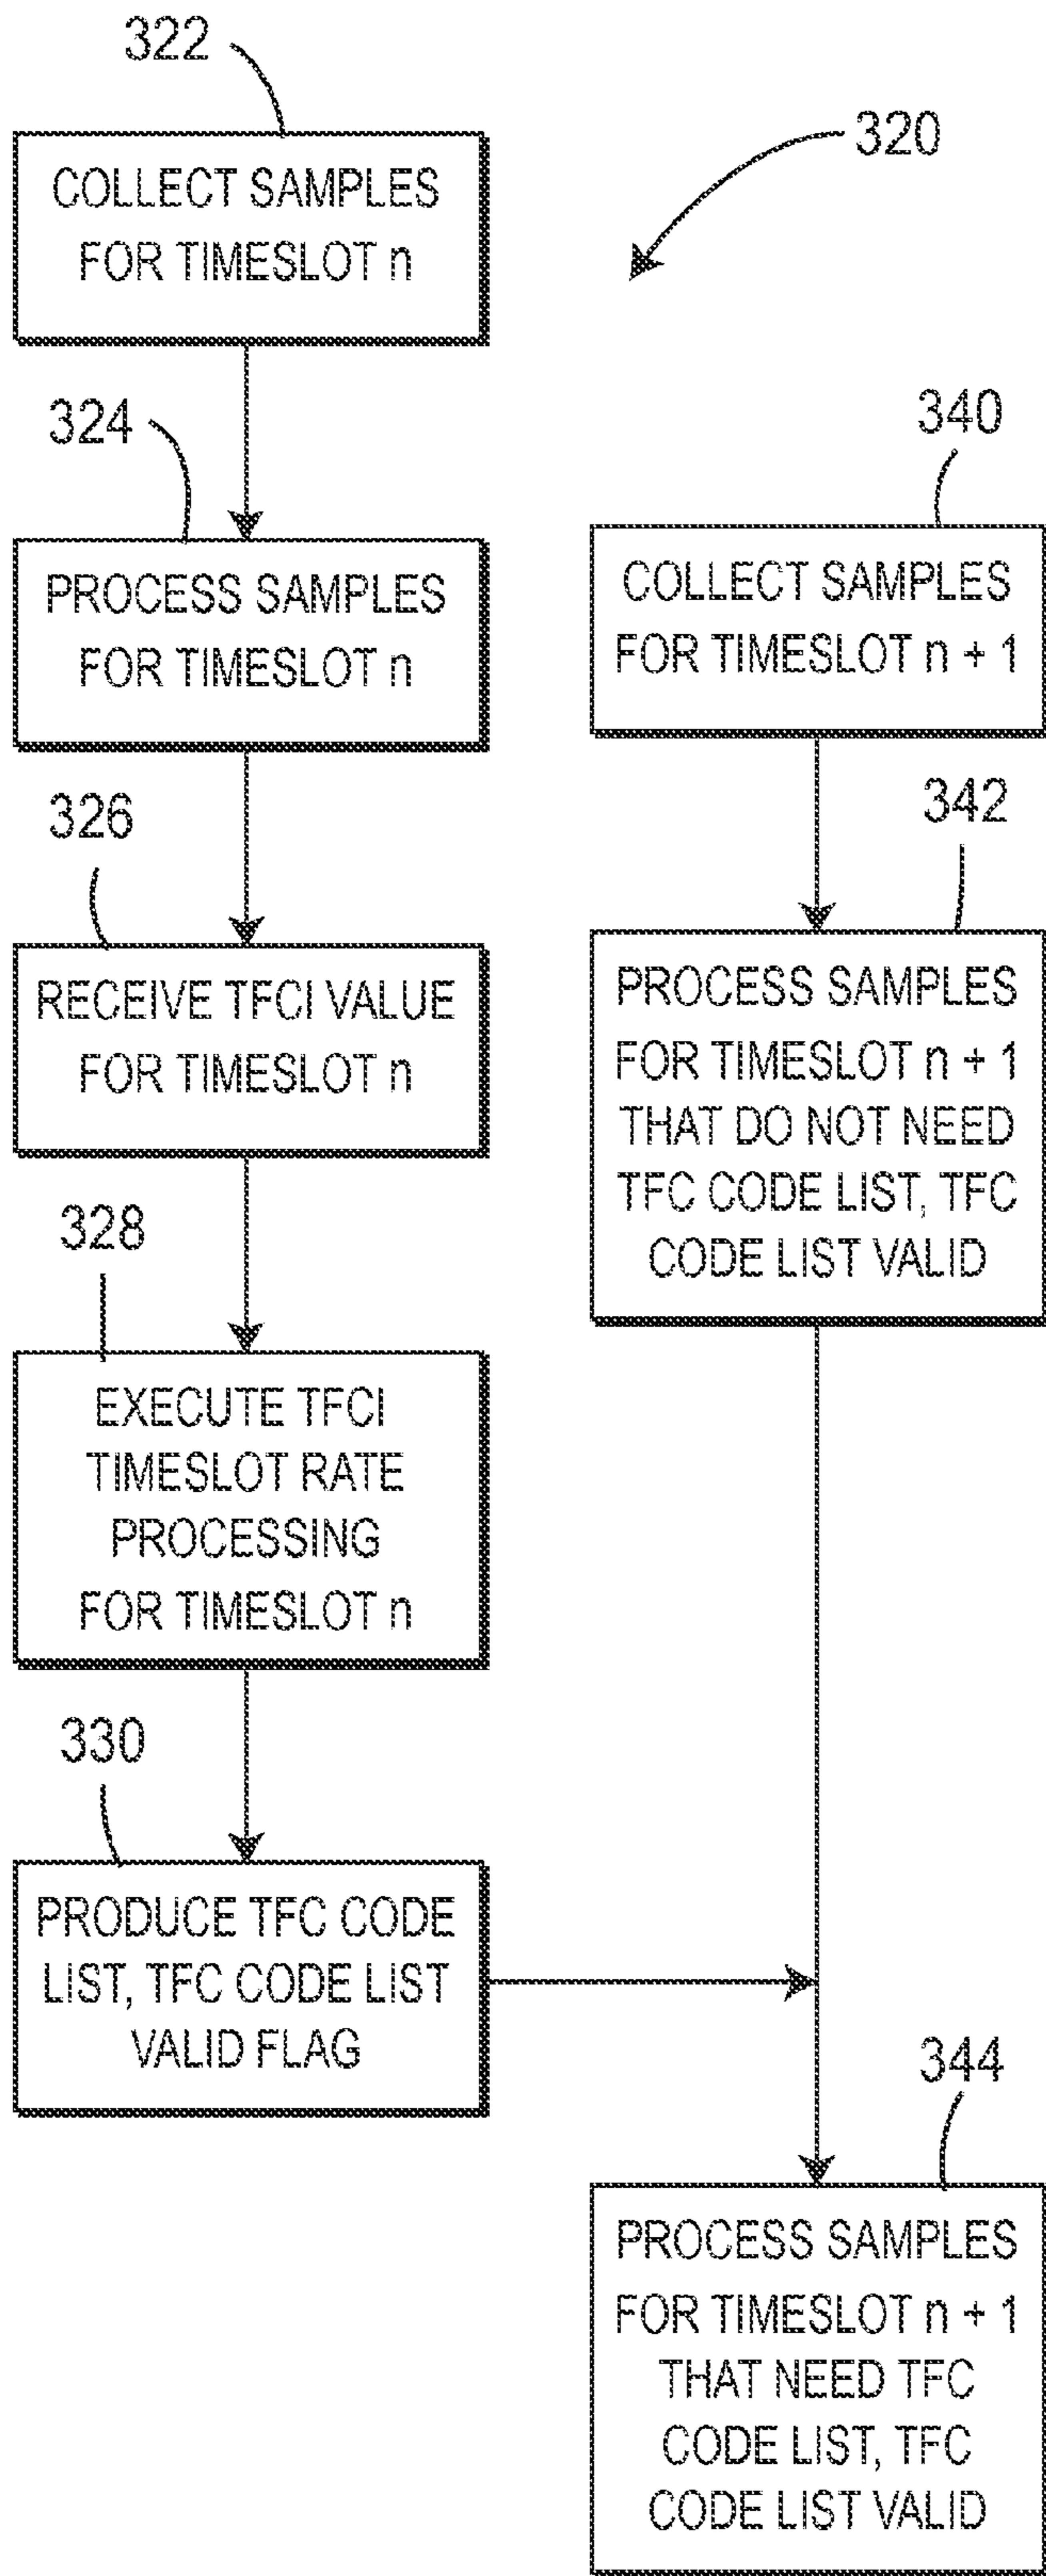 322
COLLECT SAMPLES
FOR TIMESLOT n
320
324
PROCESS SAMPLES
FOR TIMESLOT n
326
RECEIVE TFCI VALUE
FOR TIMESLOT n
328
EXECUTE TFCI
TIMESLOT RATE
PROCESSING
FOR TIMESLOT n
330
PRODUCE TFC CODE
LIST, TFC CODE LIST
VALID FLAG
340
COLLECT SAMPLES
FOR TIMESLOT n + 1
342
PROCESS SAMPLES
FOR TIMESLOT n + 1
THAT DO NOT NEED
TFC CODE LIST, TFC
CODE LIST VALID
344
PROCESS SAMPLES
FOR TIMESLOT n + 1
THAT NEED TFC
CODE LIST, TFC
CODE LIST VALID